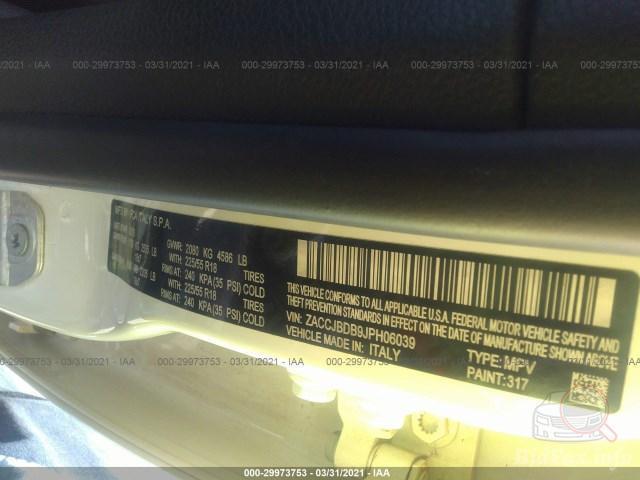 000-29973753 - 03/31/2021 - IAA
000-29973753 - 03/31/2021 - IAA
000-29973753 - 03/31/2021 - IAA
ITALY S.P.A.
GVWR: 2080 KG 4586 LB
WITH 225/55 R18 TIRES
RIMS AT: 240 KPA(35 PSI) COLD
WITH 225/55 R18 TIRES
RIMS AT: 240 KPA(35 PSI) COLD
THIS VEHICLE CONFORMS TO ALL APPLICABLE U.S.A. FEDERAL MOTOR VEHICLE SAFETY AND
THEFT PREVENTION STANDARDS IN EFFECT ON THE DATE OF MANUFACTURE SHOWN ABOVE
VIN: ZACCJBDB9JPH06039
VEHICLE MADE IN: ITALY
TYPE: MPV
PAINT: 317
000-29973753 - 03/31/2021 - IAA
000-29973753 - 03/31/2021 - IAA
000-29973753 - 03/31/2021 - IAA
000-29973753 - 03/31/2021 - IAA
BidFax.info